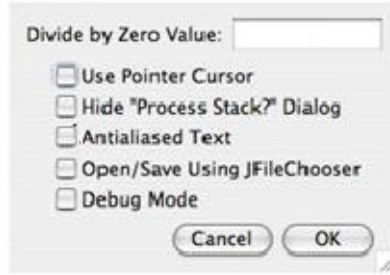 Divide by Zero Value:
Use Pointer Cursor
Hide "Process Stack?" Dialog
Antialiased Text
Open/Save Using JFileChooser
Debug Mode
Cancel OK